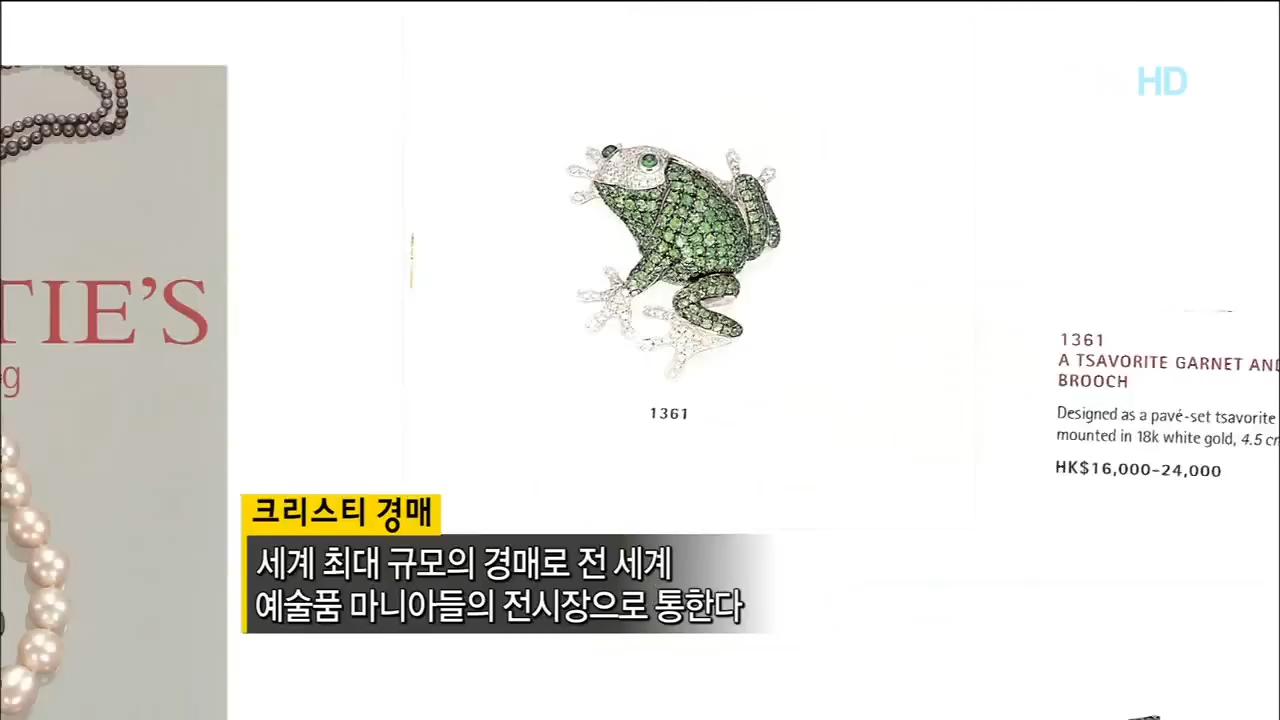 HD
TIE'S
g
1361
1361
A TSAVORITE GARNET AND
BROOCH
Designed as a pavé-set tsavorite
mounted in 18k white gold, 4.5 c
HK$16,000-24,000
크리스티 경매
세계 최대 규모의 경매로 전 세계
예술품 마니아들의 전시장으로 통한다